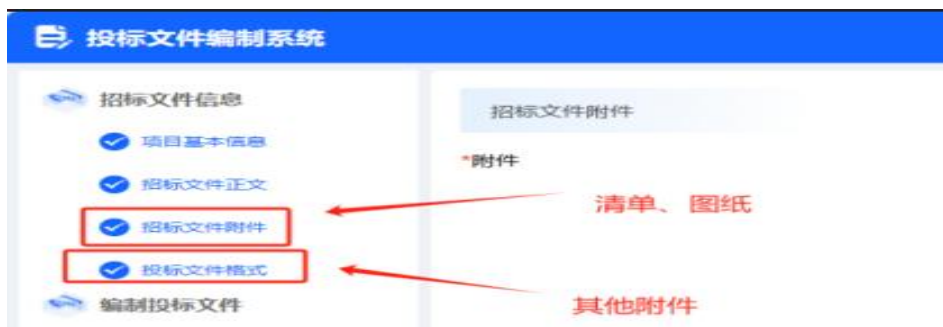 投标文件编制系统
招标文件信息
项目基本信息
招标文件正文
招标文件附件
投标文件格式
编制投标文件
招标文件附件
*附件
清单、图纸
其他附件